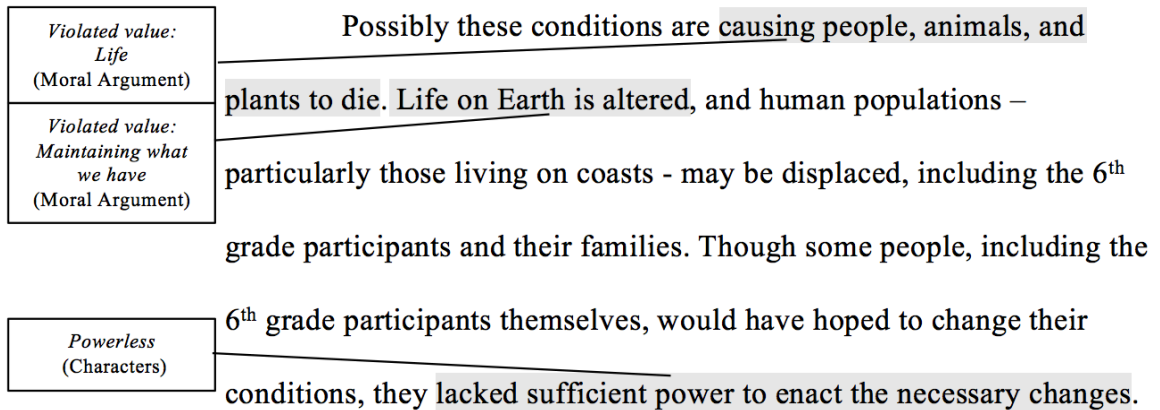 Violated value:
Life
(Moral Argument)
Violated value:
Maintaining what
we have
(Moral Argument)
Powerless
(Characters)
Possibly these conditions are causing people, animals, and
plants to die. Life on Earth is altered, and human populations –
particularly those living on coasts - may be displaced, including the 6th
grade participants and their families. Though some people, including the
6th grade participants themselves, would have hoped to change their
conditions, they lacked sufficient power to enact the necessary changes.